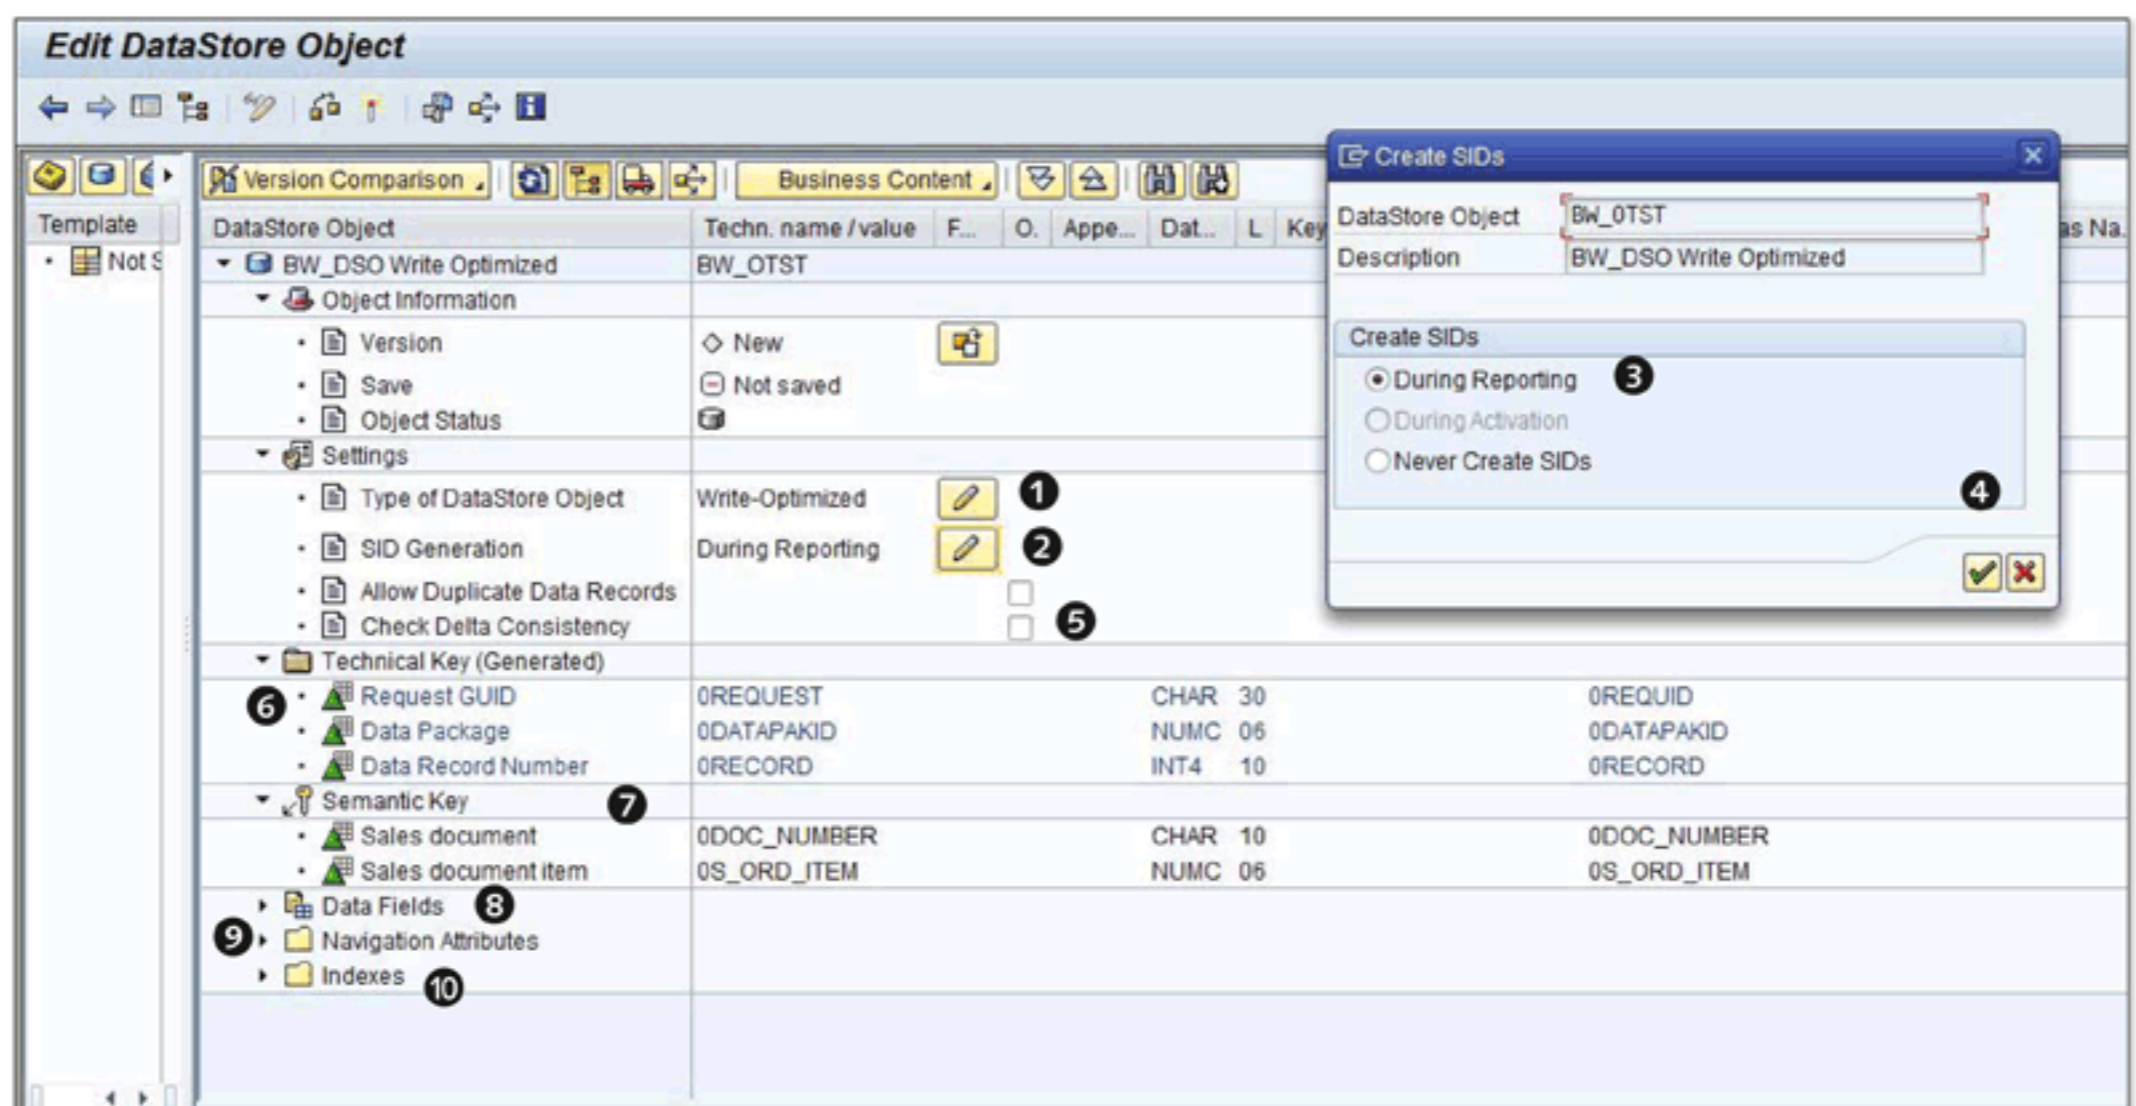 Edit DataStore Object
Version Comparison
Business Content
Template
Not S
DataStore Object Techn. name / value F... O. Appe... Dat... L Key as Na.
BW_DSO Write Optimized BW_OTST
Object Information
Version New
Save Not saved
Object Status
Settings
Type of DataStore Object Write-Optimized 1
SID Generation During Reporting 2
Allow Duplicate Data Records
Check Delta Consistency 5
Technical Key (Generated)
6 Request GUID 0REQUEST CHAR 30 0REQUID
Data Package 0DATAPAKID NUMC 06 0DATAPAKID
Data Record Number 0RECORD INT4 10 0RECORD
Semantic Key 7
Sales document 0DOC_NUMBER CHAR 10 0DOC_NUMBER
Sales document item 0S_ORD_ITEM NUMC 06 0S_ORD_ITEM
Data Fields 8
9 Navigation Attributes
Indexes 10
Create SIDs
DataStore Object BW_OTST
Description BW_DSO Write Optimized
Create SIDs
During Reporting 3
During Activation
Never Create SIDs
4